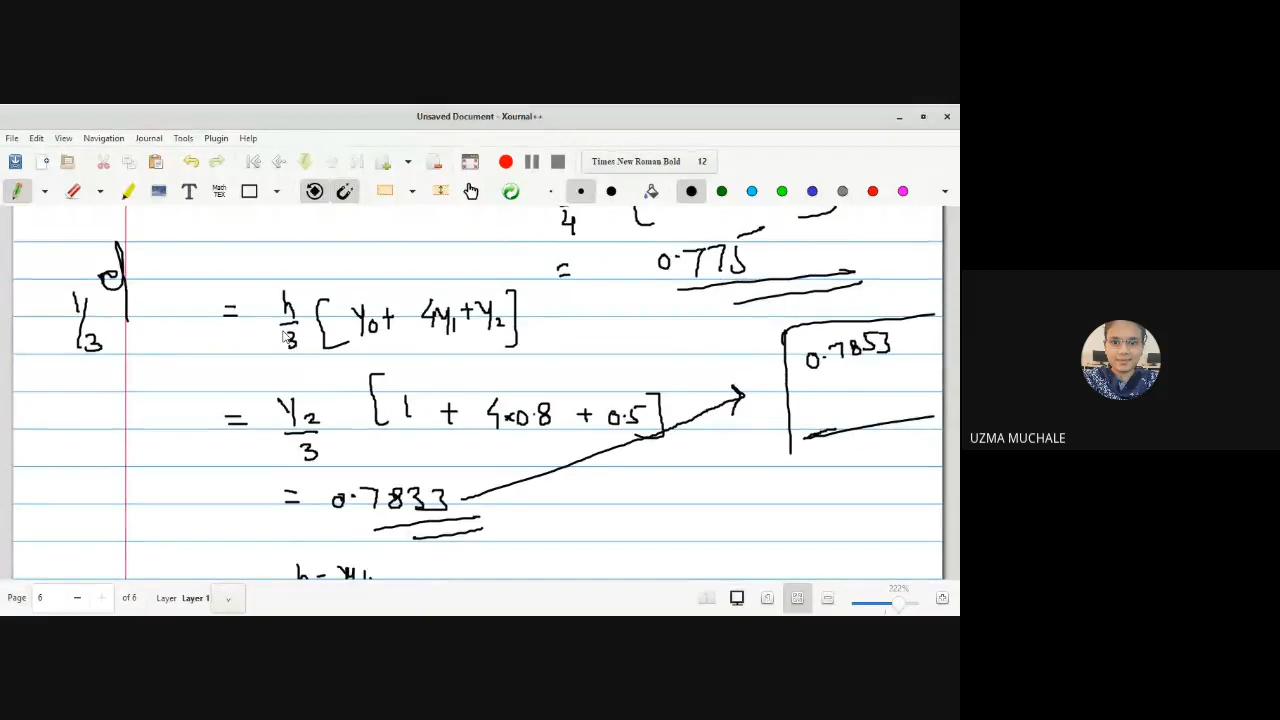 Unsaved Document - Xournal++
File Edit View Navigation Journal Tools Plugin Help
Times New Roman Bold 12
4 [
= 0.775
1/3 d
= h/3 [ y0 + 4y1 + y2 ]
0.7853
= 1/2/3 [ 1 + 4x0.8 + 0.5 ]
= 0.7833
UZMA MUCHALE
Page 6 of 6 Layer Layer 1 222%